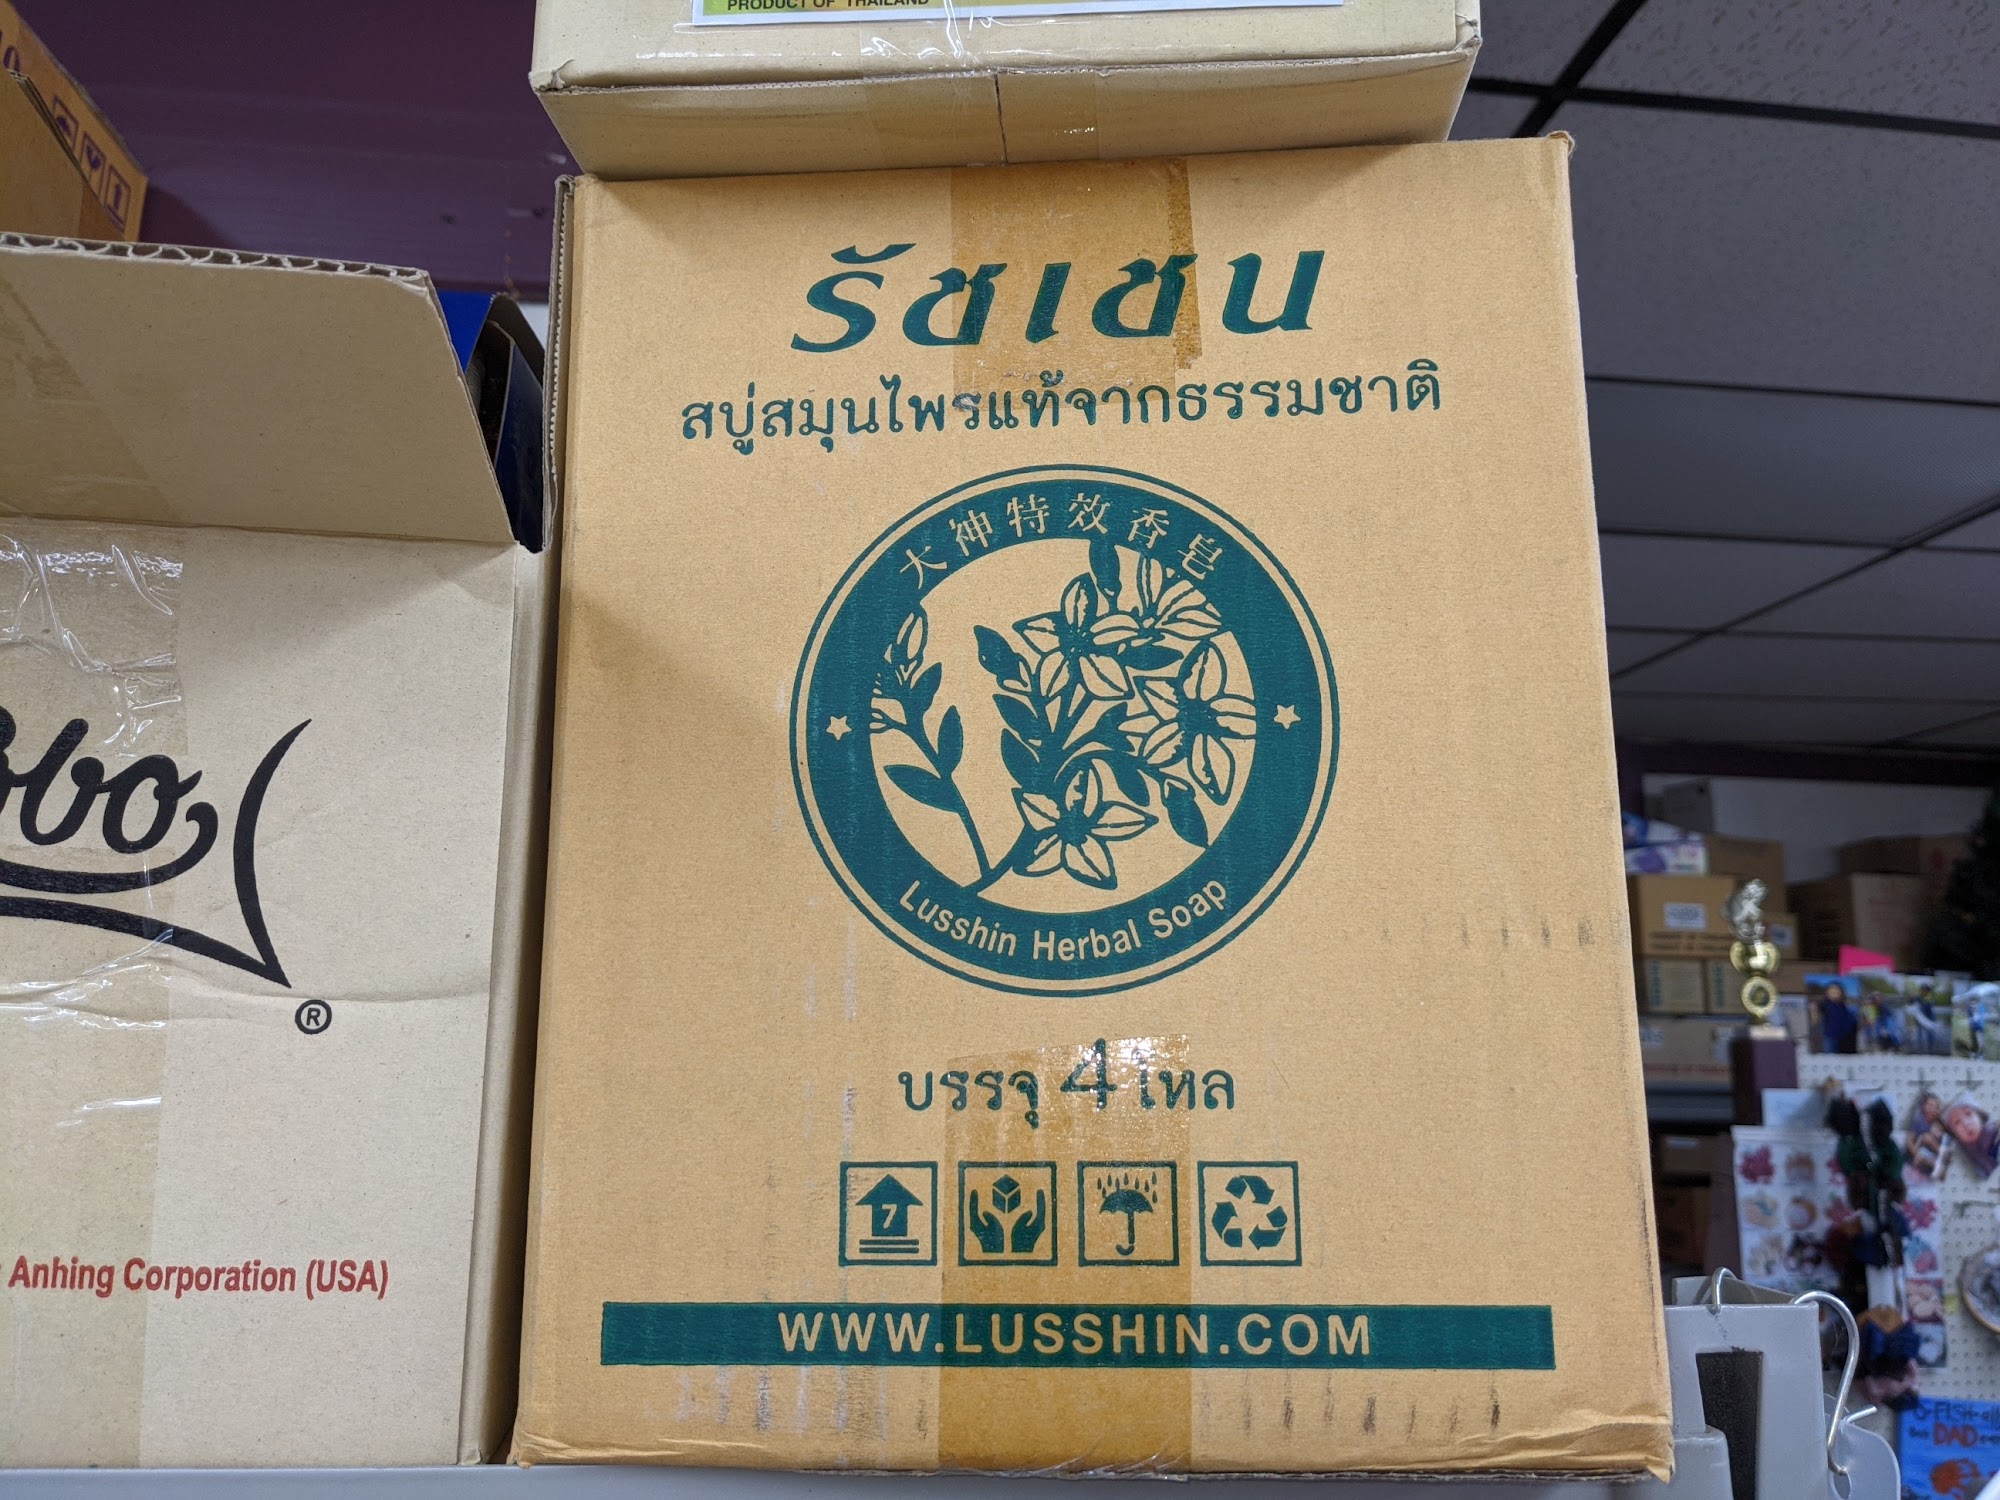 PRODUCT OF THAILAND
รัชเชน
สบู่สมุนไพรแท้จากธรรมชาติ
大神特效香皂
Lusshin Herbal Soap
บรรจุ 4 โหล
7
WWW.LUSSHIN.COM
®
Anhing Corporation (USA)
DAD